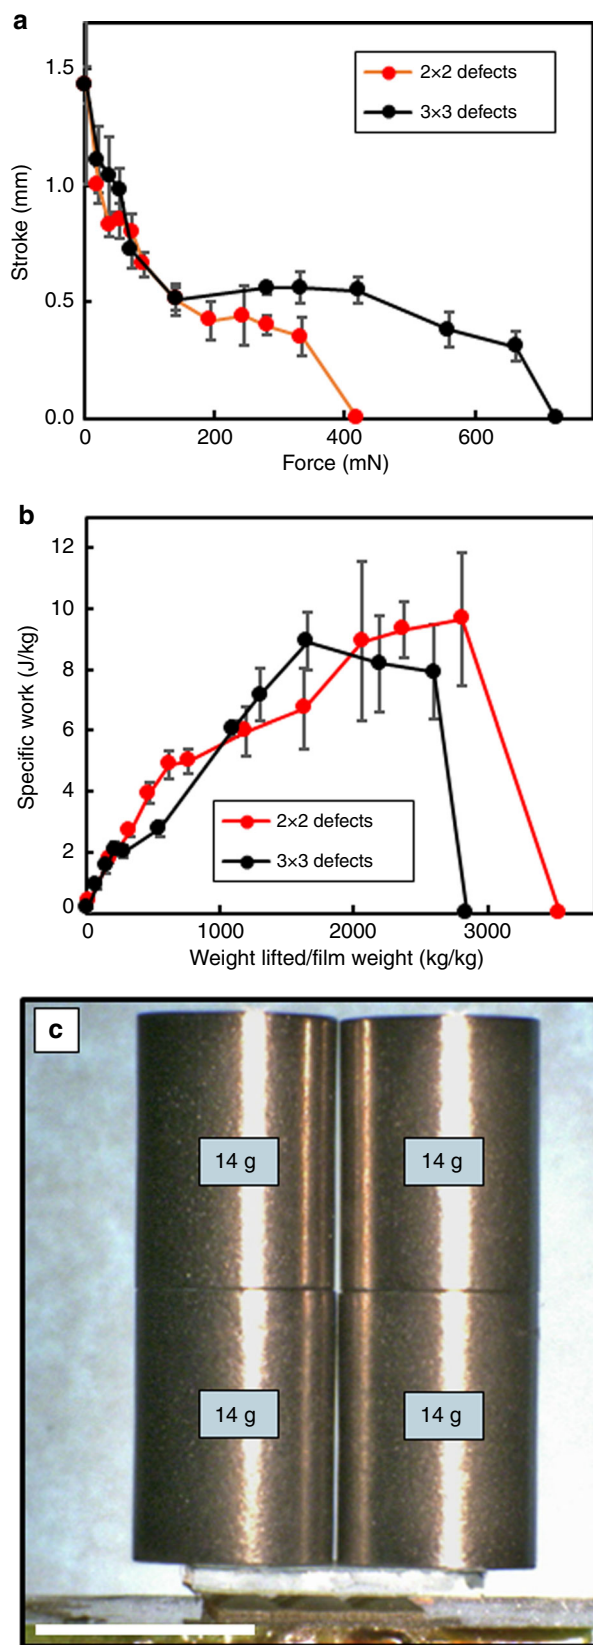 a
1.5
1.0
0.5
0.0
Stroke (mm)
2×2 defects
3×3 defects
0
200
400
600
Force (mN)
b
12
10
8
6
4
2
0
Specific work (J/kg)
2×2 defects
3×3 defects
0
1000
2000
3000
Weight lifted/film weight (kg/kg)
c
14 g
14 g
14 g
14 g